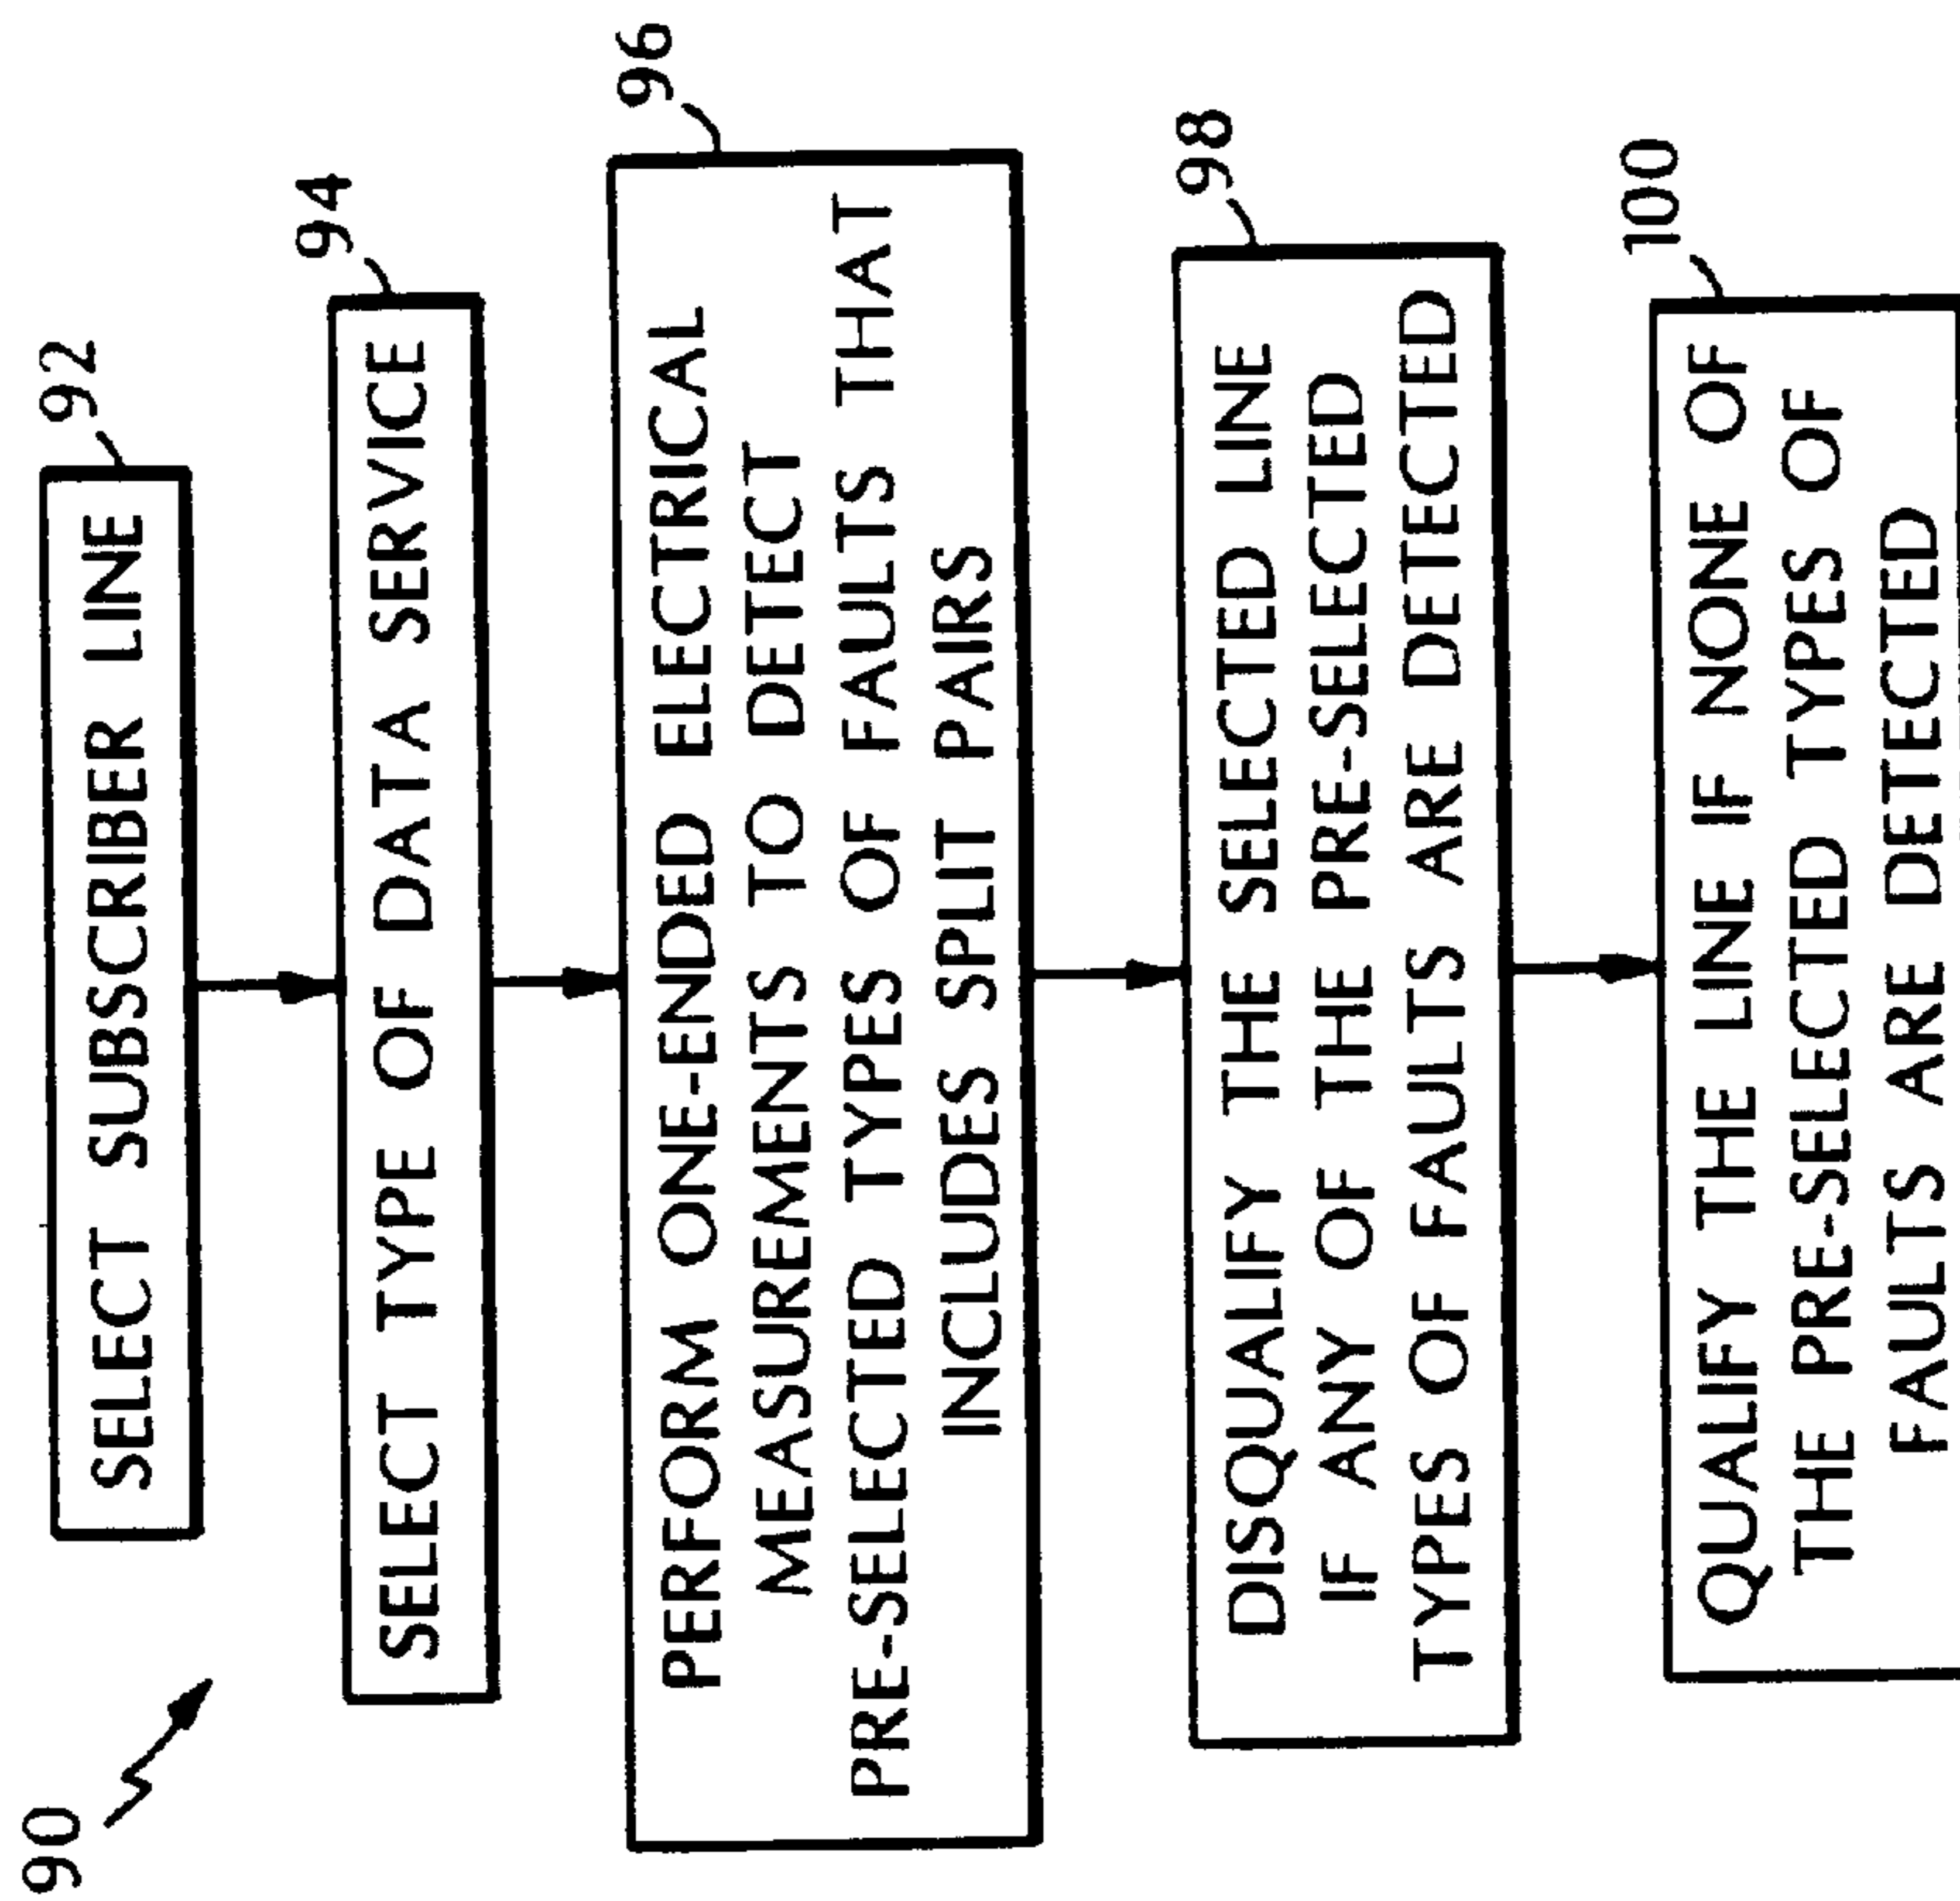 90
92
SELECT SUBSCRIBER LINE
94
SELECT TYPE OF DATA SERVICE
96
PERFORM ONE-ENDED ELECTRICAL
MEASUREMENTS TO DETECT
PRE-SELECTED TYPES OF FAULTS THAT
INCLUDES SPLIT PAIRS
98
DISQUALIFY THE SELECTED LINE
IF ANY OF THE PRE-SELECTED
TYPES OF FAULTS ARE DETECTED
100
QUALIFY THE LINE IF NONE OF
THE PRE-SELECTED TYPES OF
FAULTS ARE DETECTED